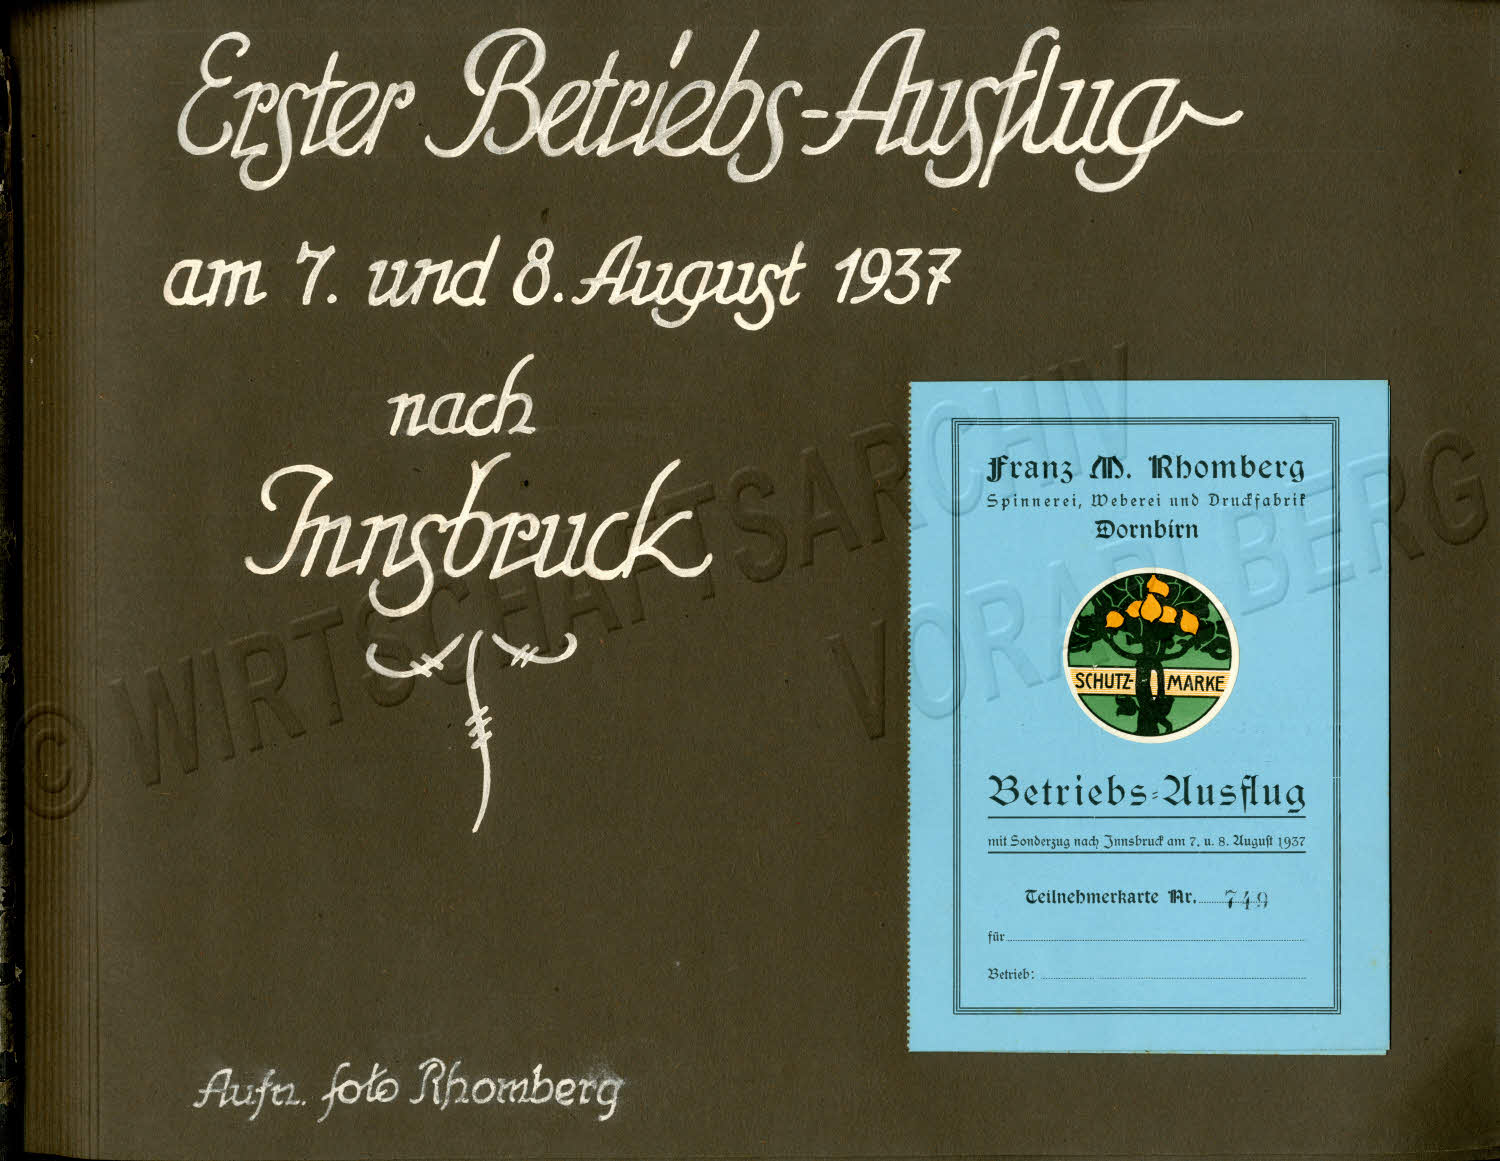 Erster Betriebs-Ausflug
am 7. und 8. August 1937
nach
Innsbruck
Aufn. foto Rhomberg
Franz M. Rhomberg
Spinnerei, Weberei und Druckfabrik
Dornbirn
SCHUTZ- MARKE
Betriebs-Ausflug
mit Sonderzug nach Innsbruck am 7. u. 8. August 1937
Teilnehmerkarte Nr. 749
für
Betrieb:
© WIRTSCHAFTSARCHIV
VORARLBERG